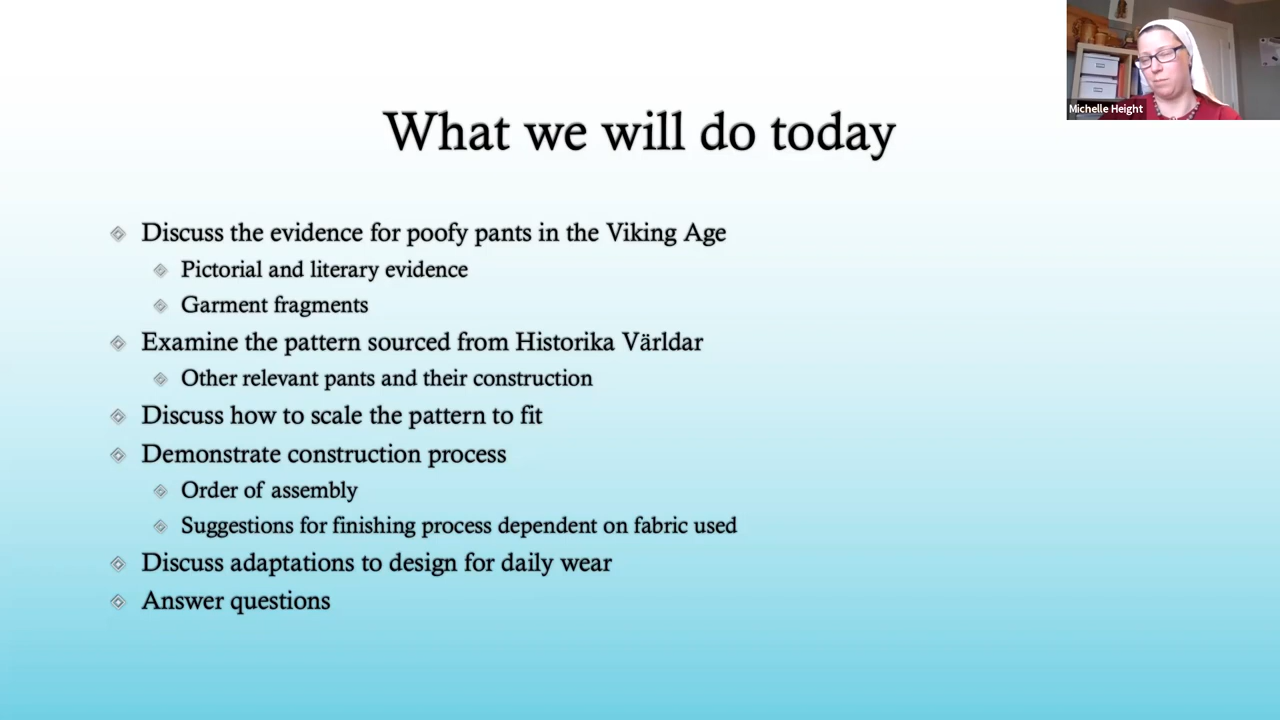 Michelle Height
What we will do today
Discuss the evidence for poofy pants in the Viking Age
Pictorial and literary evidence
Garment fragments
Examine the pattern sourced from Historika Världar
Other relevant pants and their construction
Discuss how to scale the pattern to fit
Demonstrate construction process
Order of assembly
Suggestions for finishing process dependent on fabric used
Discuss adaptations to design for daily wear
Answer questions